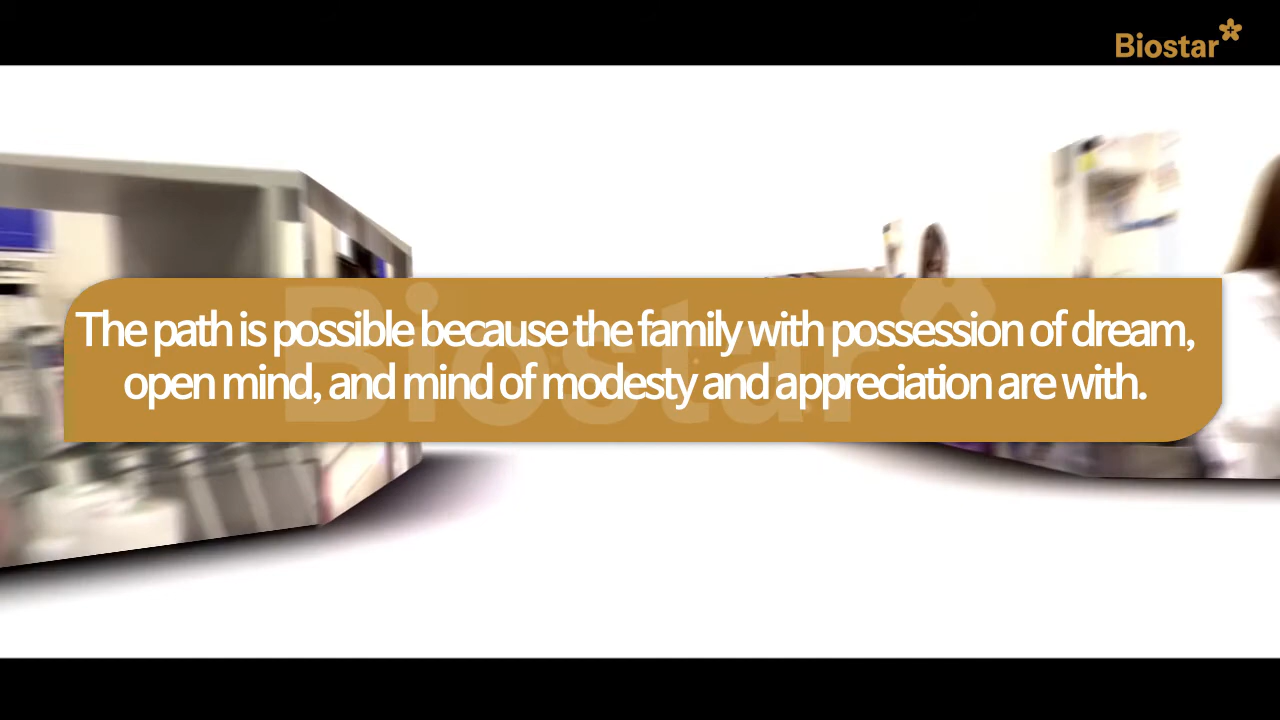 Biostar
The path is possible because the family with possession of dream,
open mind, and mind of modesty and appreciation are with.
Biostar